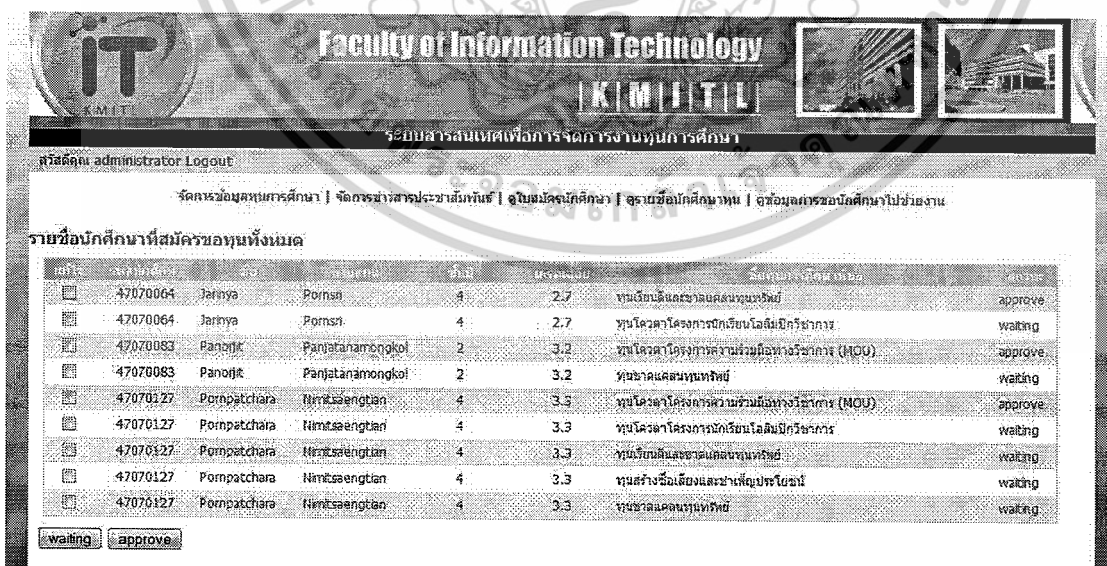 iT
KMITL
Faculty of Information Technology
|K|M|I|T|L|
ระบบสารสนเทศเพื่อการจัดการงานทุนการศึกษา
สวัสดีคุณ administrator Logout
จัดการข้อมูลทุนการศึกษา | จัดการข่าวสารประชาสัมพันธ์ | ดูใบสมัครนักศึกษา | ดูรายชื่อนักศึกษาทุน | ดูข้อมูลการขอนักศึกษาไปช่วยงาน
รายชื่อนักศึกษาที่สมัครขอทุนทั้งหมด
47070064 Jarinya Pornsri 4 2.7 ทุนเรียนดีและขาดแคลนทุนทรัพย์ approve
47070064 Jarinya Pornsri 4 2.7 ทุนโควตาโครงการนักเรียนโอลิมปิกวิชาการ waiting
47070083 Panorjit Panjatanamongkol 2 3.2 ทุนโควตาโครงการความร่วมมือทางวิชาการ (MOU) approve
47070083 Panorjit Panjatanamongkol 2 3.2 ทุนขาดแคลนทุนทรัพย์ waiting
47070127 Pornpatchara Nimitsaengtian 4 3.3 ทุนโควตาโครงการความร่วมมือทางวิชาการ (MOU) approve
47070127 Pornpatchara Nimitsaengtian 4 3.3 ทุนโควตาโครงการนักเรียนโอลิมปิกวิชาการ waiting
47070127 Pornpatchara Nimitsaengtian 4 3.3 ทุนเรียนดีและขาดแคลนทุนทรัพย์ waiting
47070127 Pornpatchara Nimitsaengtian 4 3.3 ทุนสร้างชื่อเสียงและบำเพ็ญประโยชน์ waiting
47070127 Pornpatchara Nimitsaengtian 4 3.3 ทุนขาดแคลนทุนทรัพย์ waiting
waiting approve